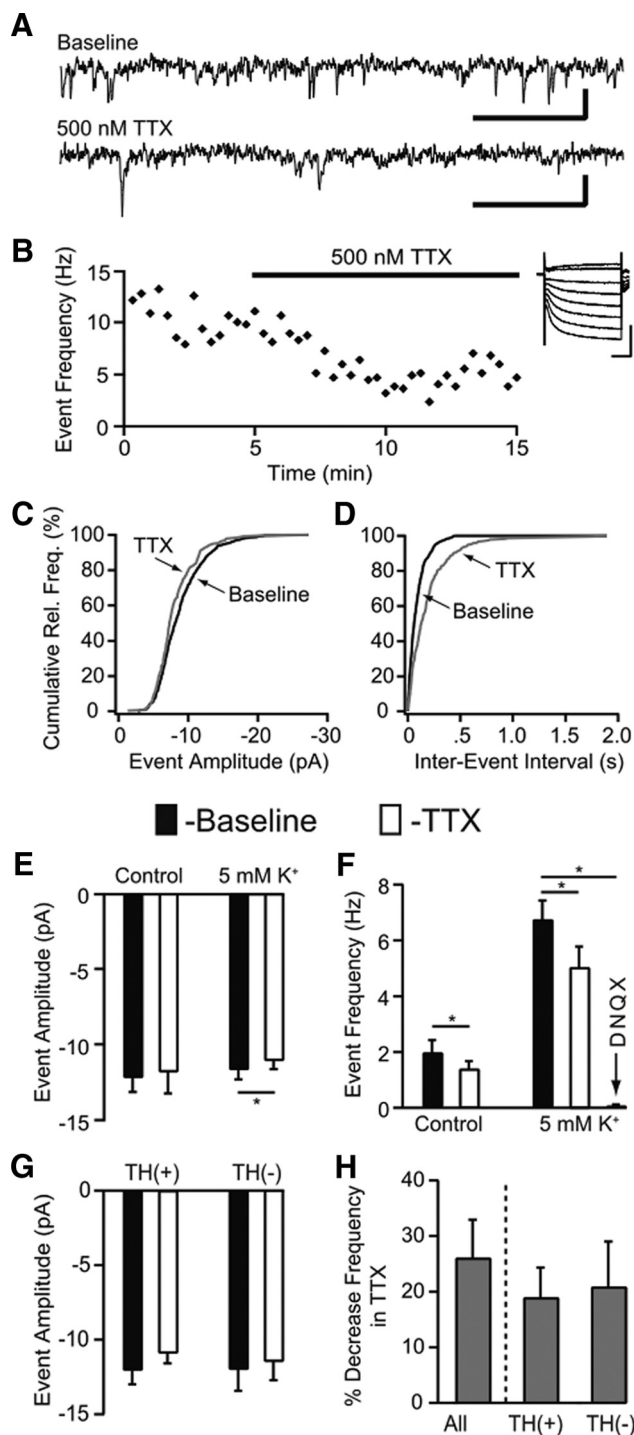 A
Baseline
500 nM TTX
B
500 nM TTX
Event Frequency (Hz)
15
10
5
0
0 5 10 15
Time (min)
C
Cumulative Rel. Freq. (%)
100
80
60
40
20
0
TTX
Baseline
0 -10 -20 -30
Event Amplitude (pA)
D
100
80
60
40
20
0
TTX
Baseline
0 .5 1.0 1.5 2.0
Inter-Event Interval (s)
-Baseline -TTX
E
Control 5 mM K⁺
Event Amplitude (pA)
0
-5
-10
-15
*
F
Event Frequency (Hz)
8
6
4
2
0
*
*
*
DNQX
Control 5 mM K⁺
G
TH(+) TH(-)
Event Amplitude (pA)
0
-5
-10
-15
H
% Decrease Frequency
in TTX
40
30
20
10
0
All TH(+) TH(-)